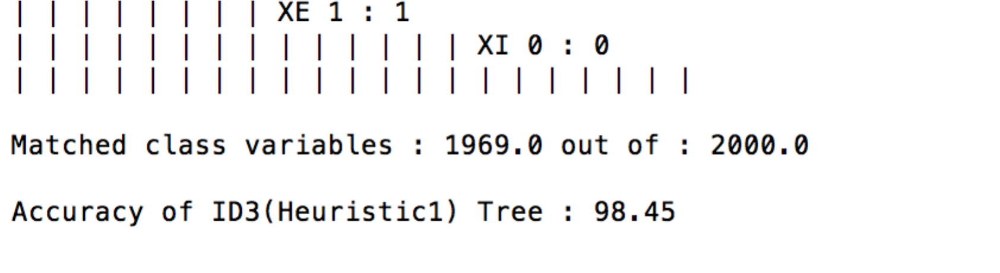 | | | | | | | | XE 1 : 1
| | | | | | | | | | | | | | XI 0 : 0
| | | | | | | | | | | | | | | | | | | | |
Matched class variables : 1969.0 out of : 2000.0
Accuracy of ID3(Heuristic1) Tree : 98.45